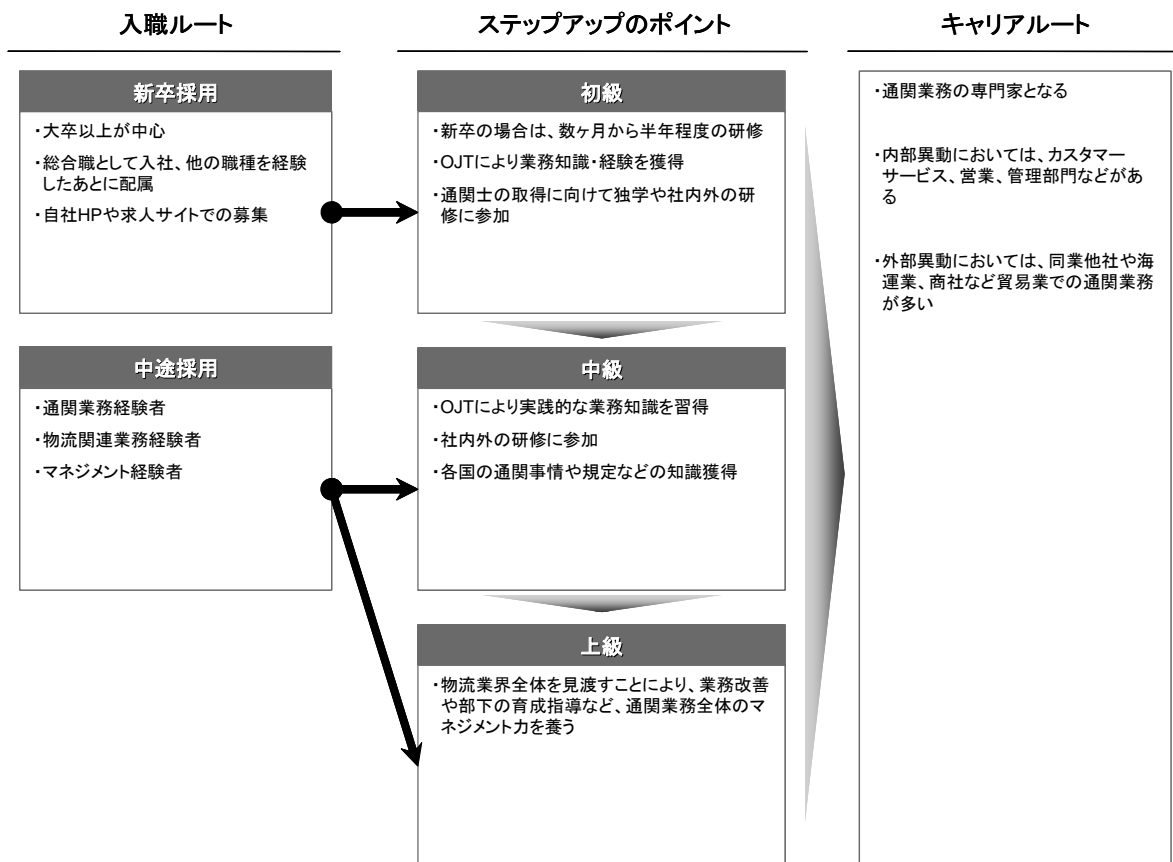 入職ルート
ステップアップのポイント
キャリアルート
新卒採用
・大卒以上が中心
・総合職として入社、他の職種を経験
したあとに配属
・自社HPや求人サイトでの募集
中途採用
・通関業務経験者
・物流関連業務経験者
・マネジメント経験者
初級
・新卒の場合は、数ヶ月から半年程度の研修
・OJTにより業務知識・経験を獲得
・通関士の取得に向けて独学や社内外の研
修に参加
中級
・OJTにより実践的な業務知識を習得
・社内外の研修に参加
・各国の通関事情や規定などの知識獲得
上級
・物流業界全体を見渡すことにより、業務改善
や部下の育成指導など、通関業務全体のマ
ネジメント力を養う
・通関業務の専門家となる
・内部異動においては、カスタマー
サービス、営業、管理部門などがあ
る
・外部異動においては、同業他社や海
運業、商社など貿易業での通関業務
が多い